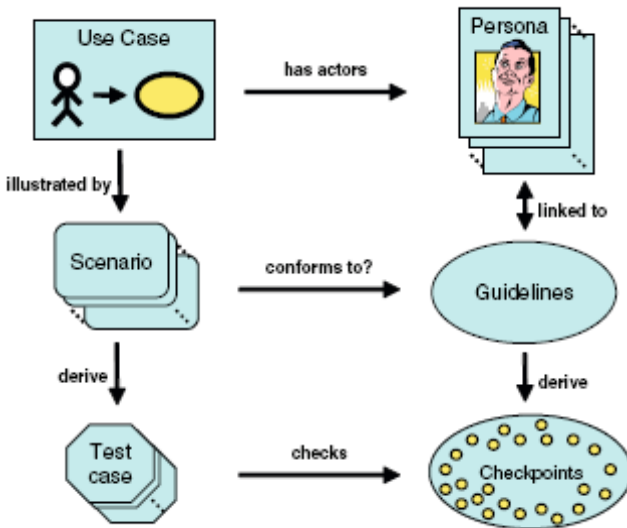 Use Case
Persona
has actors
illustrated by
linked to
Scenario
conforms to?
Guidelines
derive
derive
Test
case
checks
Checkpoints